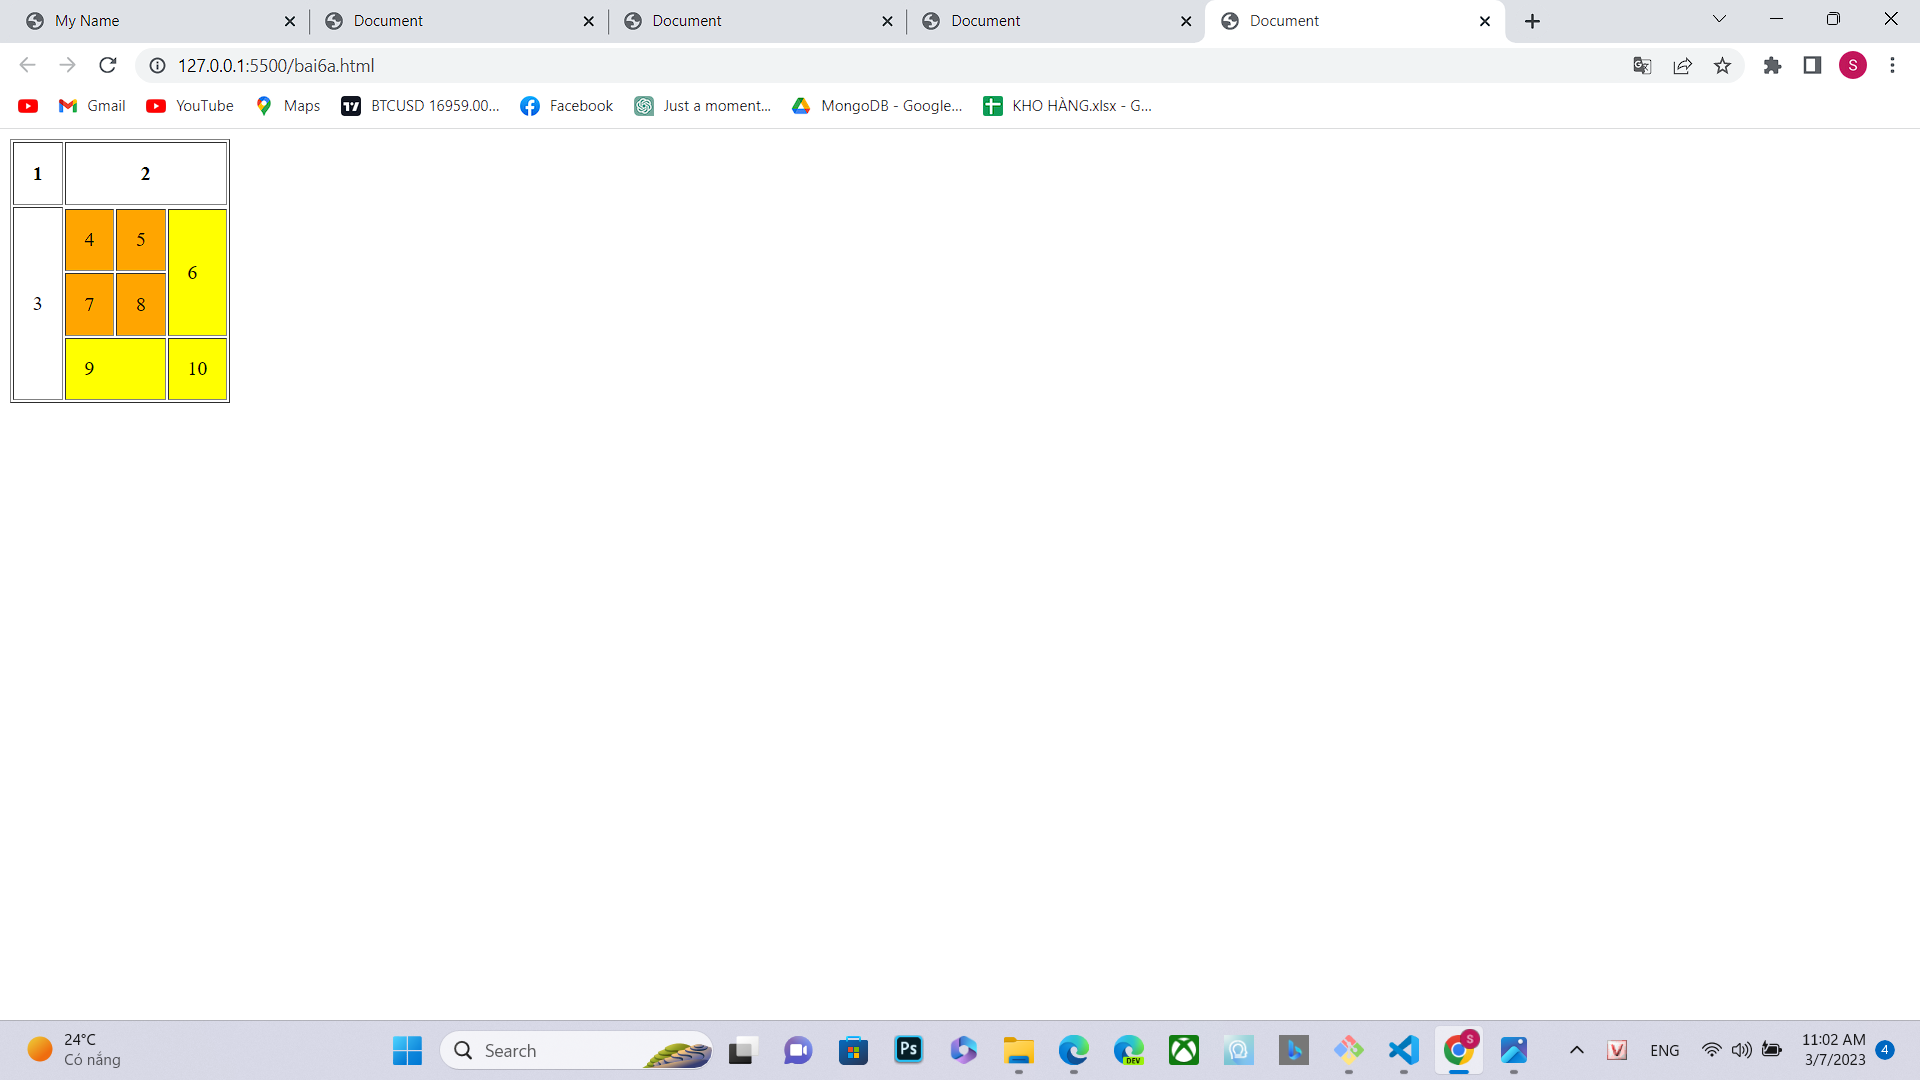 My Name
Document
Document
Document
Document
127.0.0.1:5500/bai6a.html
S
Gmail
YouTube
Maps
BTCUSD 16959.00...
Facebook
Just a moment...
MongoDB - Google...
KHO HÀNG.xlsx - G...
1
2
3
4
5
6
7
8
9
10
24°C
Có nắng
Search
Ps
DEV
S
V
ENG
11:02 AM
3/7/2023
4